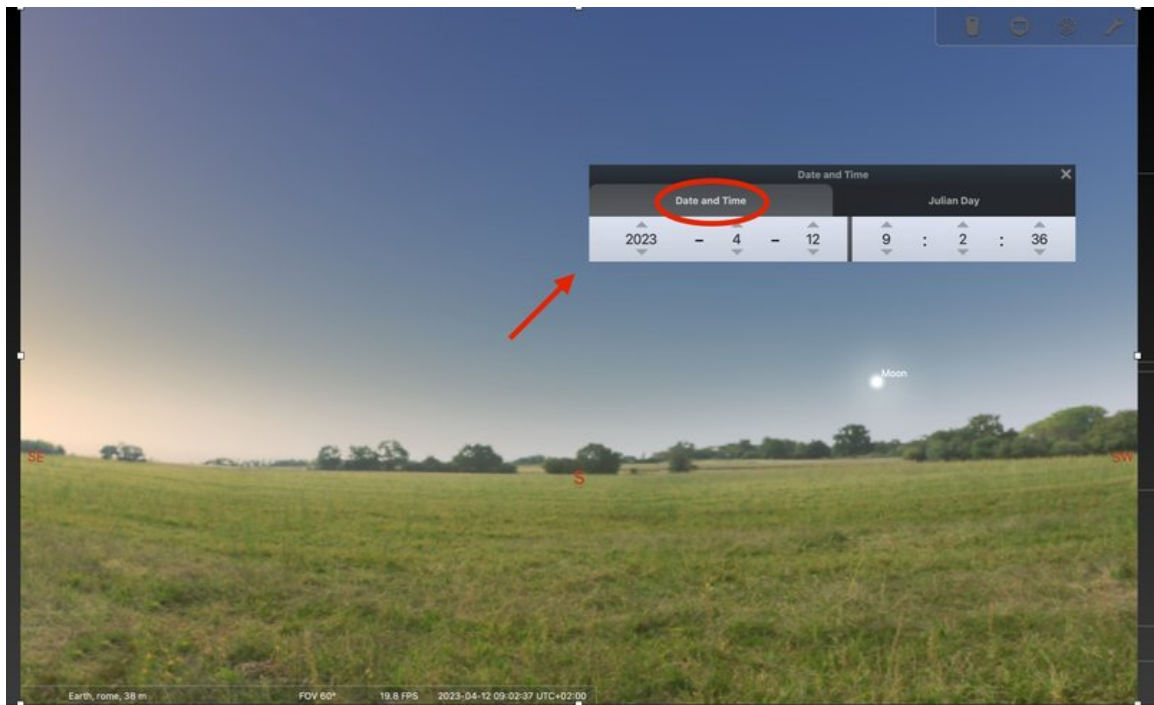 Date and Time
Date and Time Julian Day
2023 - 4 - 12 9 : 2 : 36
Moon
SE S SW
Earth, rome, 38 m FOV 60° 19.8 FPS 2023-04-12 09:02:37 UTC+02:00